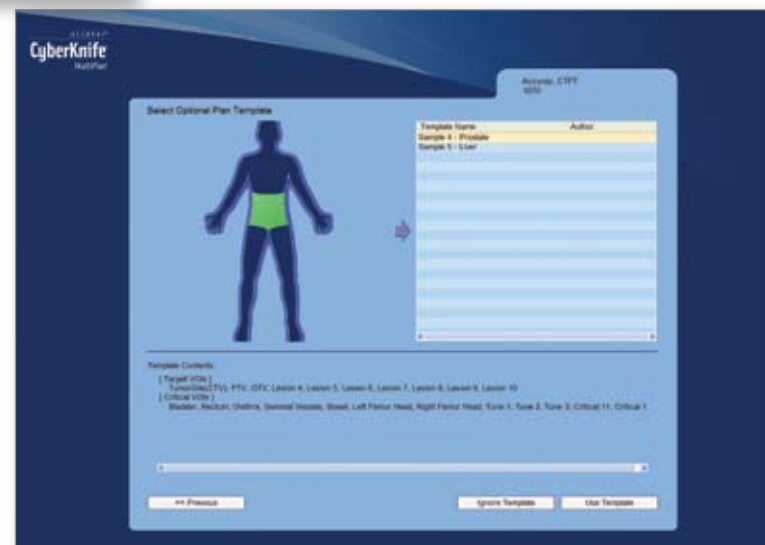 ACCURAY
CyberKnife
MultiPlan
Accuray, CTPT
Select Optional Plan Template
Template Name Author
Sample 4 - Prostate
Sample 5 - Liver
Template Contents:
[ Target VOIs ]
PTV, GTV, Lesion 4, Lesion 5, Lesion 6, Lesion 7, Lesion 8, Lesion 9, Lesion 10
[ Critical VOIs ]
Bladder, Rectum, Urethra, Seminal Vesicles, Bowel, Left Femur Head, Right Femur Head, Tune 1, Tune 2, Tune 3, Critical 11, Critical 1
<< Previous
Ignore Template
Use Template